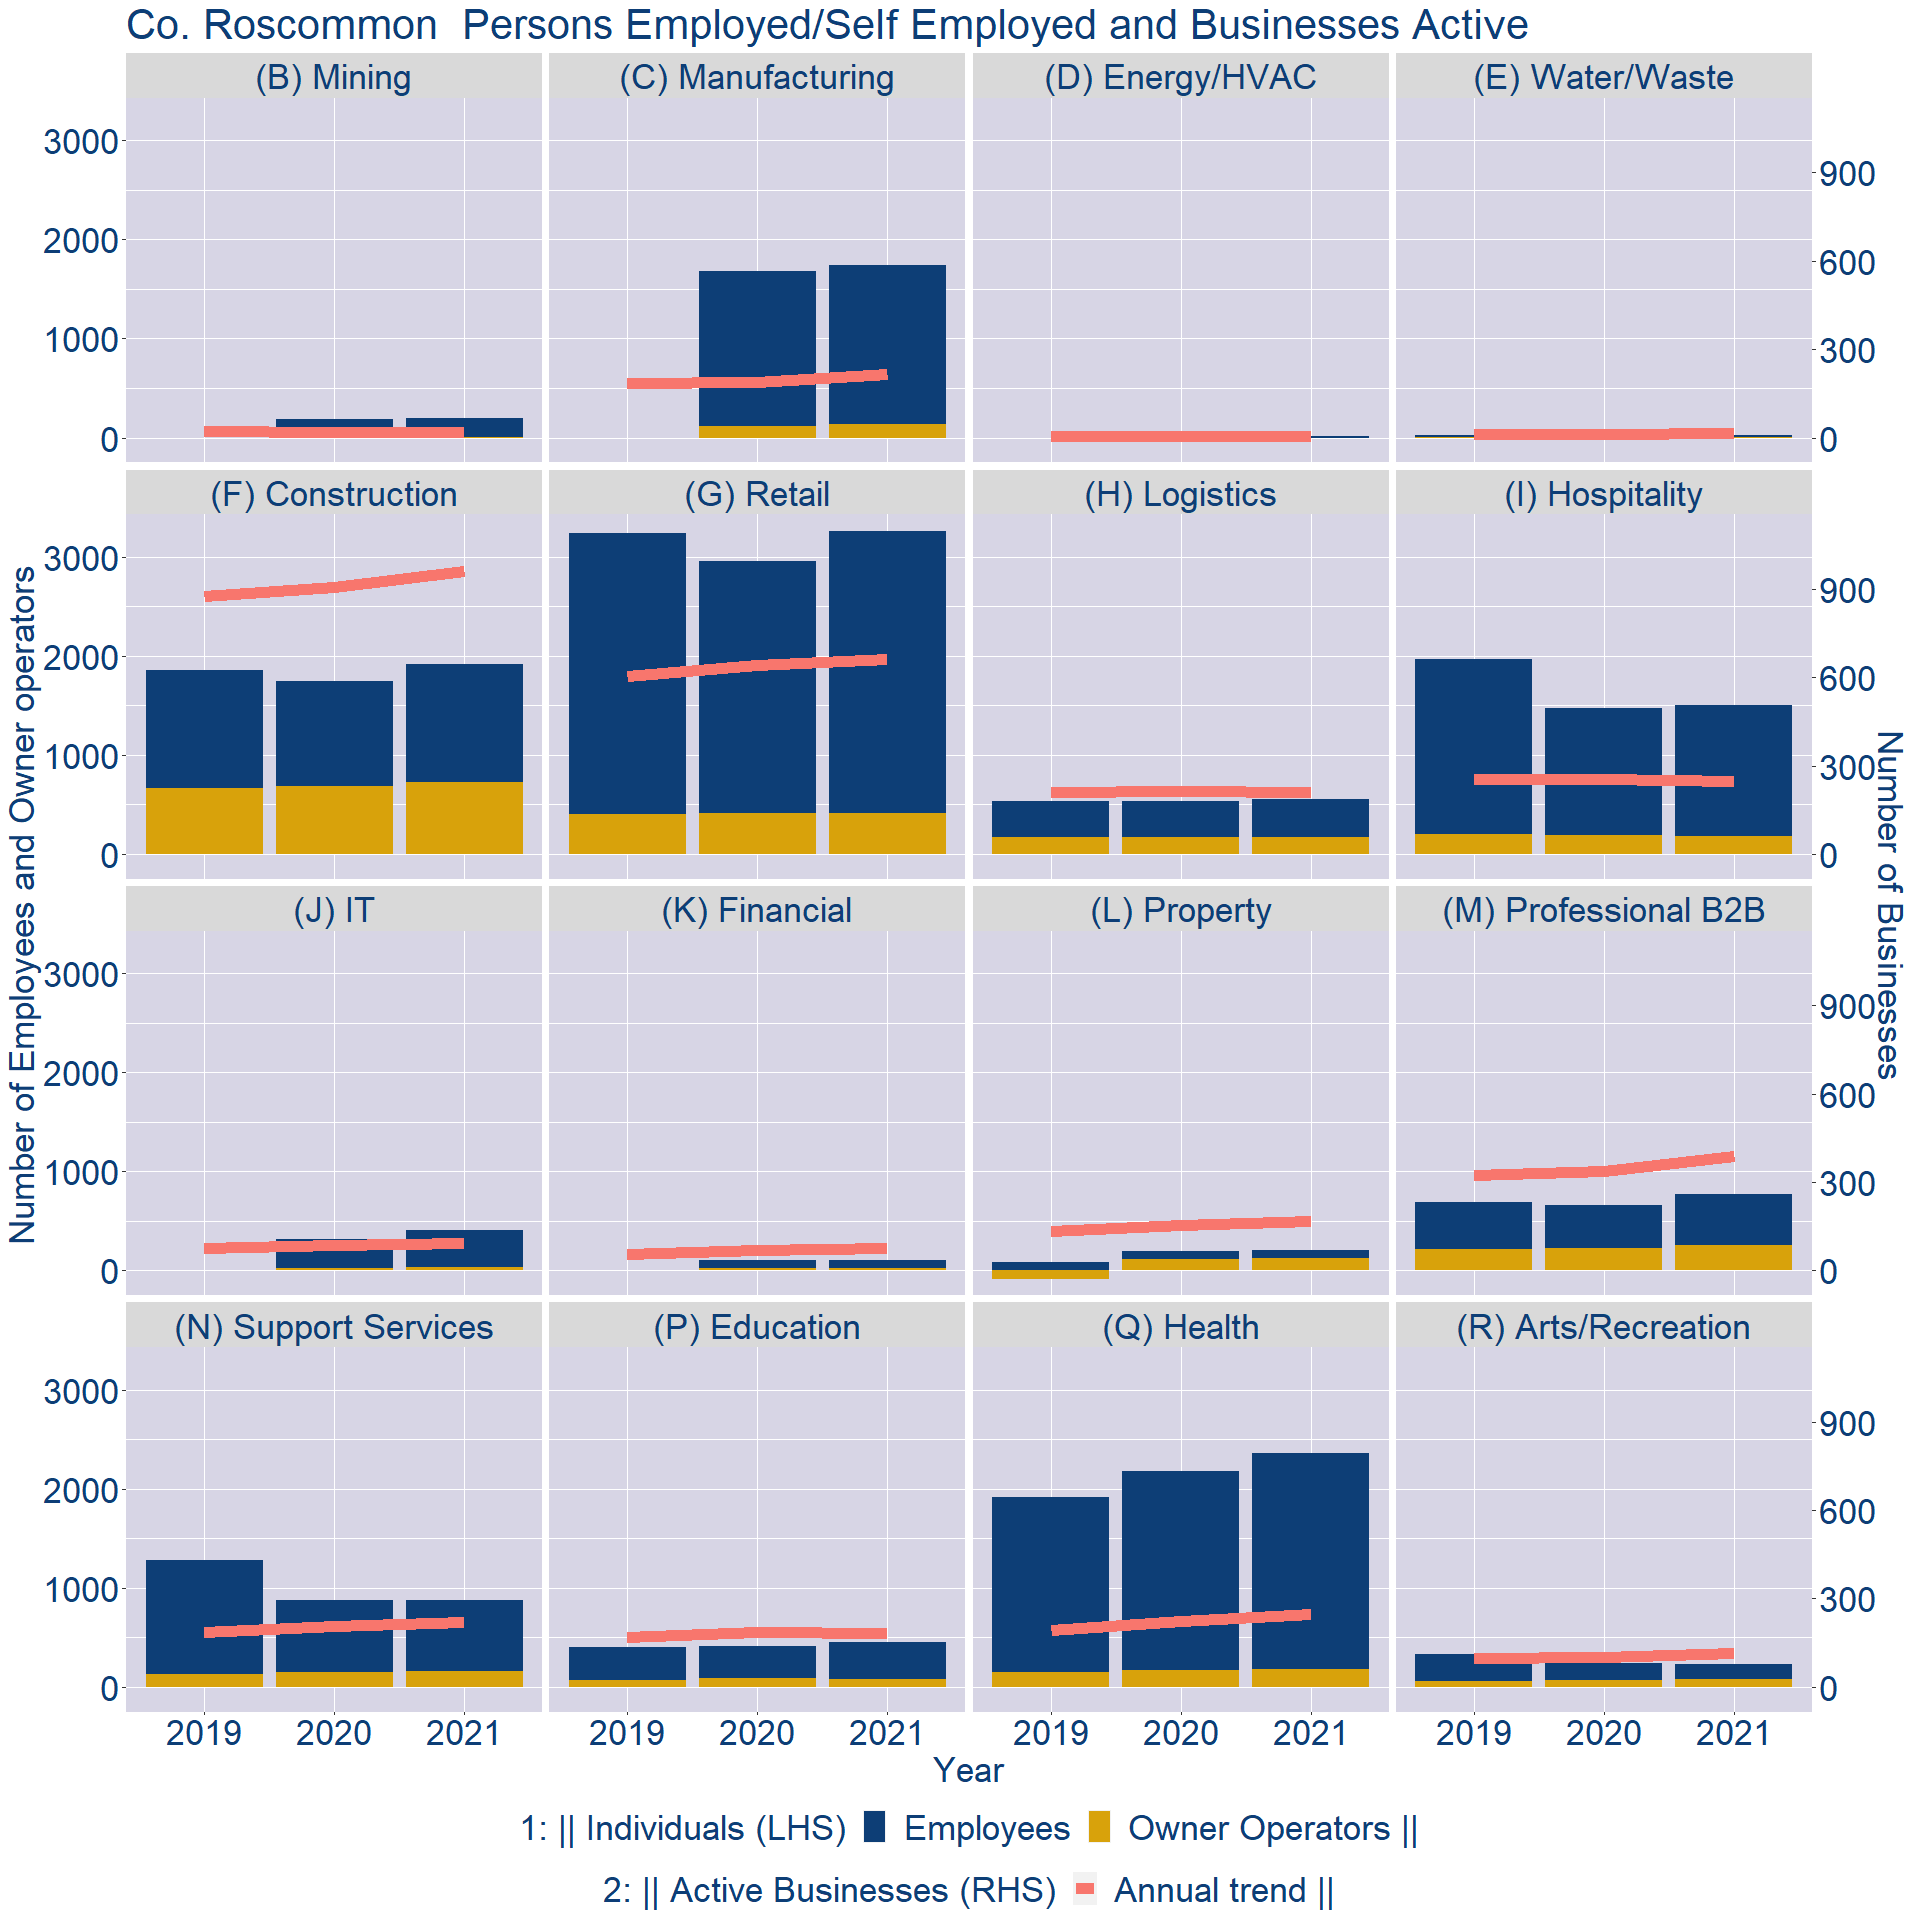 Co. Roscommon  Persons Employed/Self Employed and Businesses Active
(B) Mining
(C) Manufacturing
(D) Energy/HVAC
(E) Water/Waste
3000
2000
1000
0
900
600
300
0
(F) Construction
(G) Retail
(H) Logistics
(I) Hospitality
3000
2000
1000
0
900
600
300
0
Number of Employees and Owner operators
Number of Businesses
(J) IT
(K) Financial
(L) Property
(M) Professional B2B
3000
2000
1000
0
900
600
300
0
(N) Support Services
(P) Education
(Q) Health
(R) Arts/Recreation
3000
2000
1000
0
900
600
300
0
2019 2020 2021
2019 2020 2021
2019 2020 2021
2019 2020 2021
Year
1: || Individuals (LHS) Employees Owner Operators ||
2: || Active Businesses (RHS) Annual trend ||